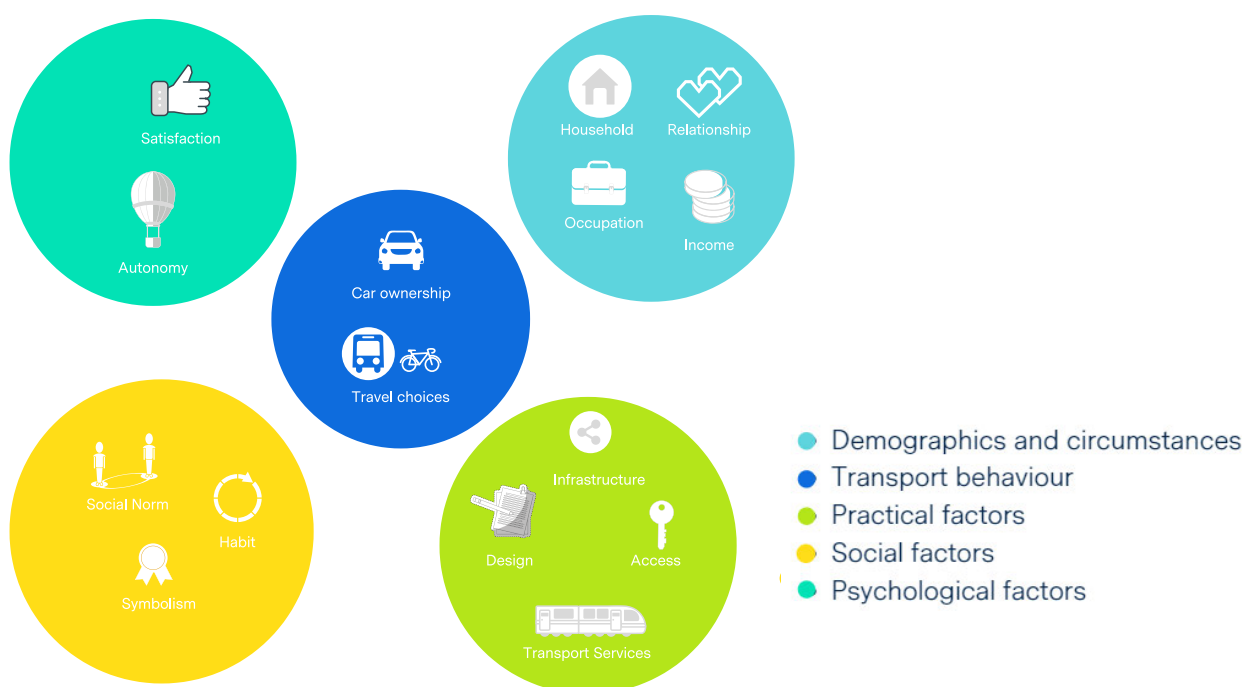 Satisfaction
Autonomy
Household
Relationship
Occupation
Income
Car ownership
Travel choices
Social Norm
Habit
Symbolism
Infrastructure
Design
Access
Transport Services
Demographics and circumstances
Transport behaviour
Practical factors
Social factors
Psychological factors